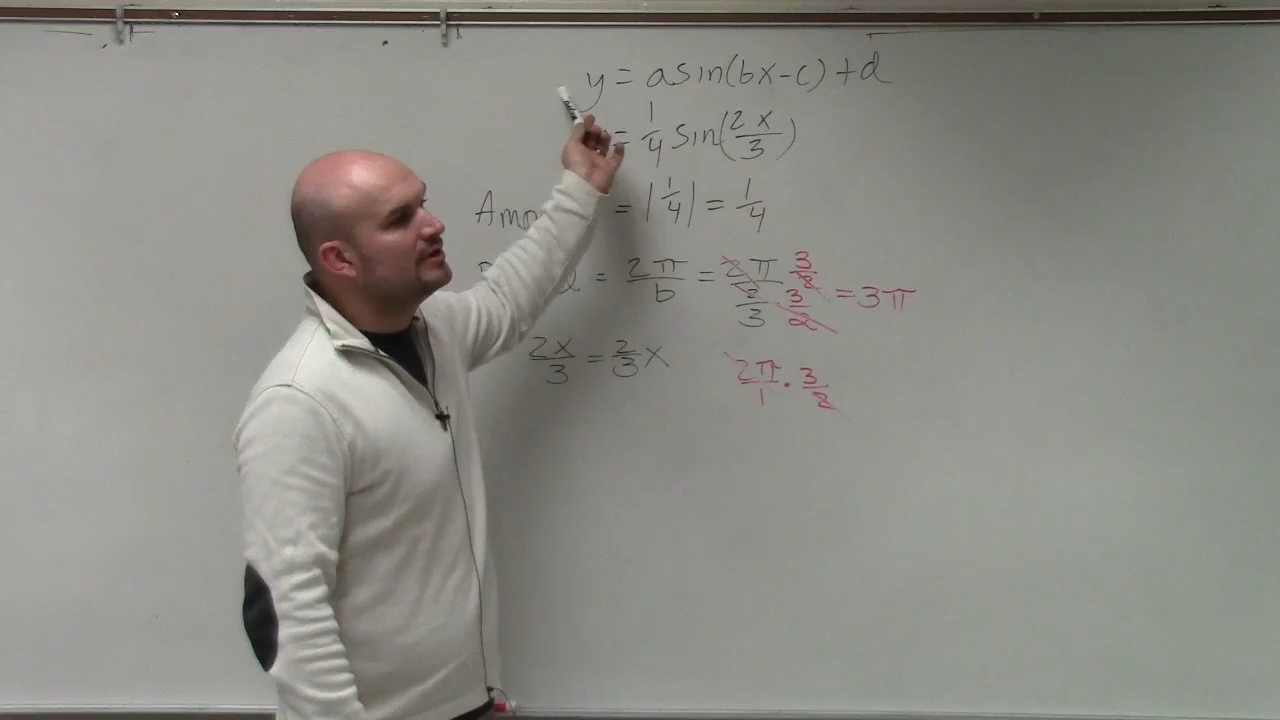 y = asin(bx-c)+d
= 1/4 sin(2x/3)
= |1/4| = 1/4
= 2π/b = 2π/(2/3) (3/2)/(3/2) = 3π
2x/3 = 2/3 x
2π/1 · 3/2